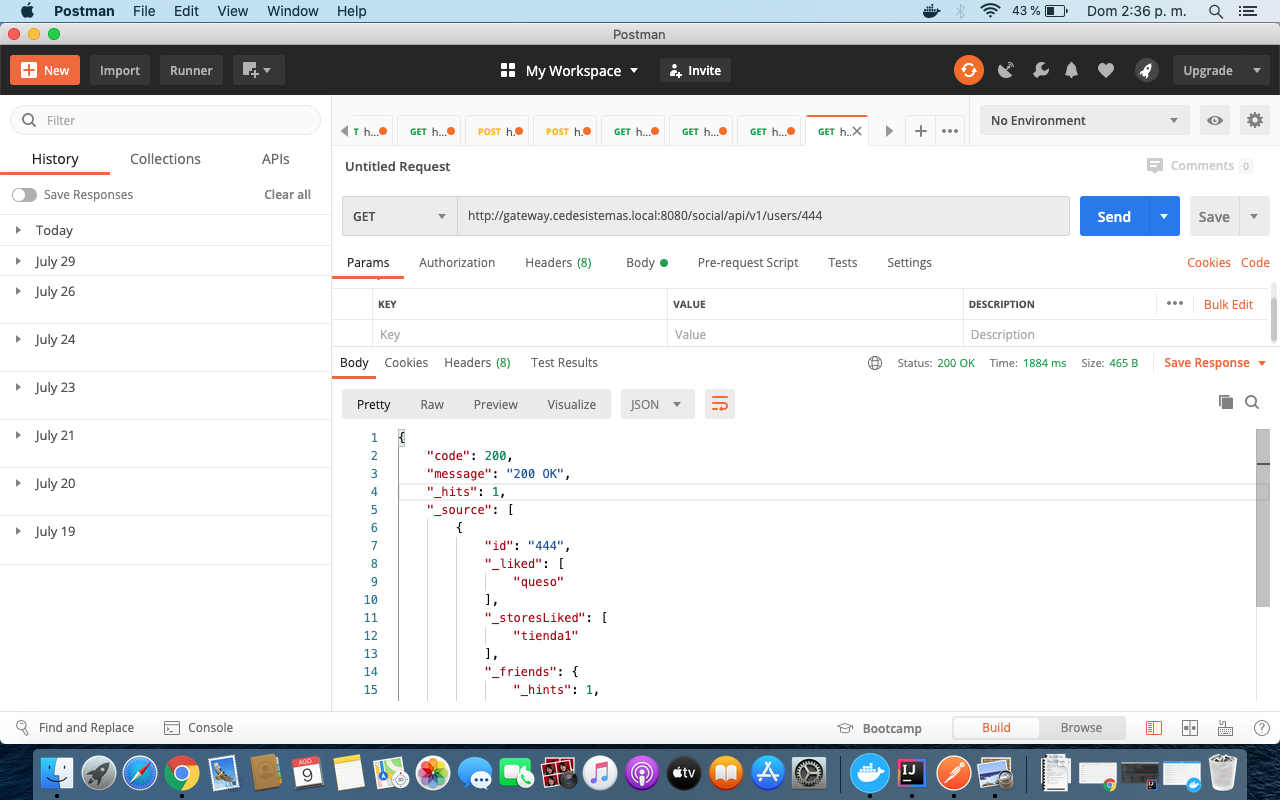 Postman File Edit View Window Help 43 % Dom 2:36 p. m.
Postman
New Import Runner My Workspace Invite Upgrade
Filter
History Collections APIs
Save Responses Clear all
Today
July 29
July 26
July 24
July 23
July 21
July 20
July 19
T h... GET h... POST h. POST h. GET h... GET h... GET h... GET h..
No Environment
Untitled Request Comments 0
GET http://gateway.cedesistemas.local:8080/social/api/v1/users/444 Send Save
Params Authorization Headers (8) Body Pre-request Script Tests Settings Cookies Code
KEY VALUE DESCRIPTION ••• Bulk Edit
Key Value Description
Body Cookies Headers (8) Test Results Status: 200 OK Time: 1884 ms Size: 465 B Save Response
Pretty Raw Preview Visualize JSON
1 {
2 "code": 200,
3 "message": "200 OK",
4 "_hits": 1,
5 "_source": [
6 {
7 "id": "444",
8 "_liked": [
9 "queso"
10 ],
11 "_storesLiked": [
12 "tienda1"
13 ],
14 "_friends": {
15 "_hints": 1,
Find and Replace Console Bootcamp Build Browse
AGO. 9 tv IJ